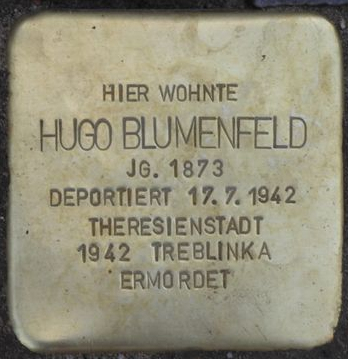 HIER WOHNTE
HUGO BLUMENFELD
JG. 1873
DEPORTIERT 17.7.1942
THERESIENSTADT
1942 TREBLINKA
ERMORDET